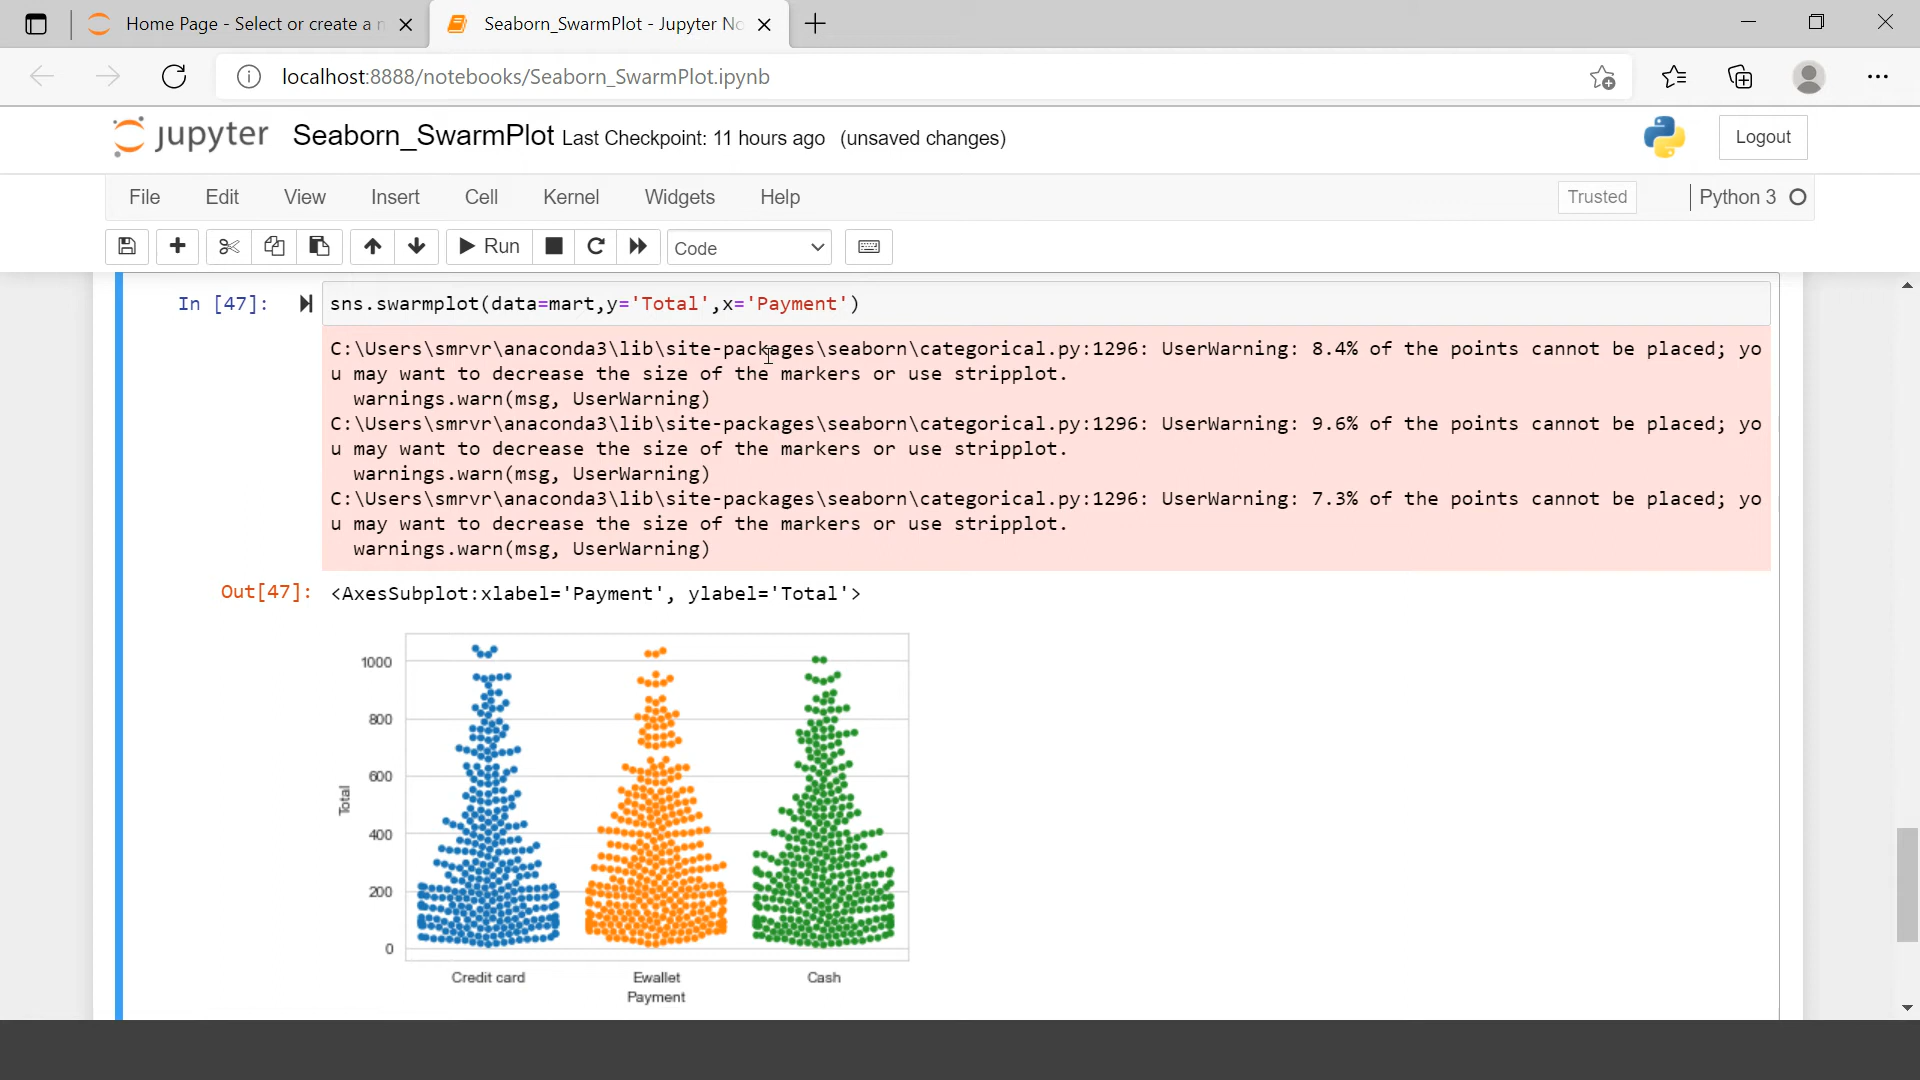 Home Page - Select or create a n
Seaborn_SwarmPlot - Jupyter No
localhost:8888/notebooks/Seaborn_SwarmPlot.ipynb
jupyter Seaborn_SwarmPlot Last Checkpoint: 11 hours ago (unsaved changes)
Logout
File Edit View Insert Cell Kernel Widgets Help
Trusted
Python 3
Run
Code
In [47]: sns.swarmplot(data=mart,y='Total',x='Payment')
C:\Users\smrvr\anaconda3\lib\site-packages\seaborn\categorical.py:1296: UserWarning: 8.4% of the points cannot be placed; yo
u may want to decrease the size of the markers or use stripplot.
warnings.warn(msg, UserWarning)
C:\Users\smrvr\anaconda3\lib\site-packages\seaborn\categorical.py:1296: UserWarning: 9.6% of the points cannot be placed; yo
u may want to decrease the size of the markers or use stripplot.
warnings.warn(msg, UserWarning)
C:\Users\smrvr\anaconda3\lib\site-packages\seaborn\categorical.py:1296: UserWarning: 7.3% of the points cannot be placed; yo
u may want to decrease the size of the markers or use stripplot.
warnings.warn(msg, UserWarning)
Out[47]: <AxesSubplot:xlabel='Payment', ylabel='Total'>
1000
800
600
Total
400
200
0
Credit card Ewallet Cash
Payment